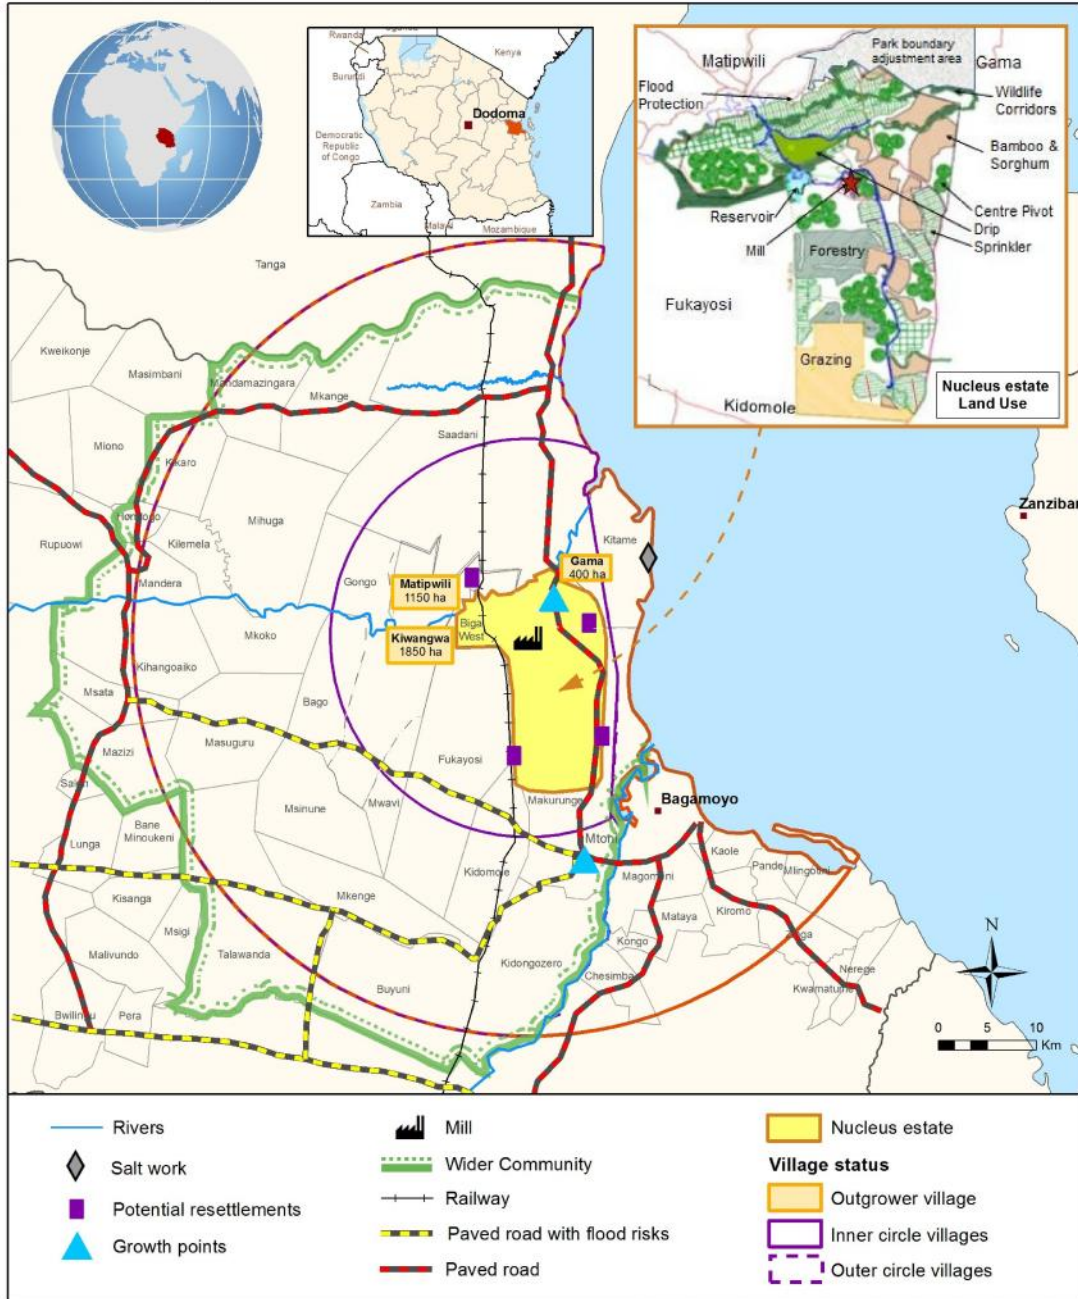 Rwanda
Kenya
Burundi
Dodoma
Democratic
Republic
of Congo
Zambia
Malawi
Mozambique
Matipwili
Park boundary
adjustment area
Gama
Flood
Protection
Wildlife
Corridors
Bamboo &
Sorghum
Reservoir
Centre Pivot
Drip
Sprinkler
Mill
Forestry
Fukayosi
Grazing
Kidomole
Nucleus estate
Land Use
Tanga
Kweikonje
Masimbani
Mandamazingara
Mkange
Saadani
Miono
Kikaro
Zanzibar
Mihuga
Rupuowi
Kilemela
Kitame
Mandera
Gongo
Matipwili
1150 ha
Gama
400 ha
Biga
West
Kiwangwa
1850 ha
Mkoko
Kihangoaiko
Msata
Bago
Masuguru
Mazizi
Fukayosi
Msinune
Mwavi
Makurunge
Bagamoyo
Bane
Minoukeni
Lunga
Mtoni
Kaole
Pande
Mlingotini
Kidomole
Magomeni
Kisanga
Mkenge
Mataya
Kiromo
Msigi
Kongo
Malivundo
Talawanda
Kidongozero
Chesimba
Nerege
Buyuni
Kwamatume
Pera
N
0 5 10
Km
Rivers
Mill
Nucleus estate
Salt work
Wider Community
Village status
Potential resettlements
Railway
Outgrower village
Growth points
Paved road with flood risks
Inner circle villages
Paved road
Outer circle villages